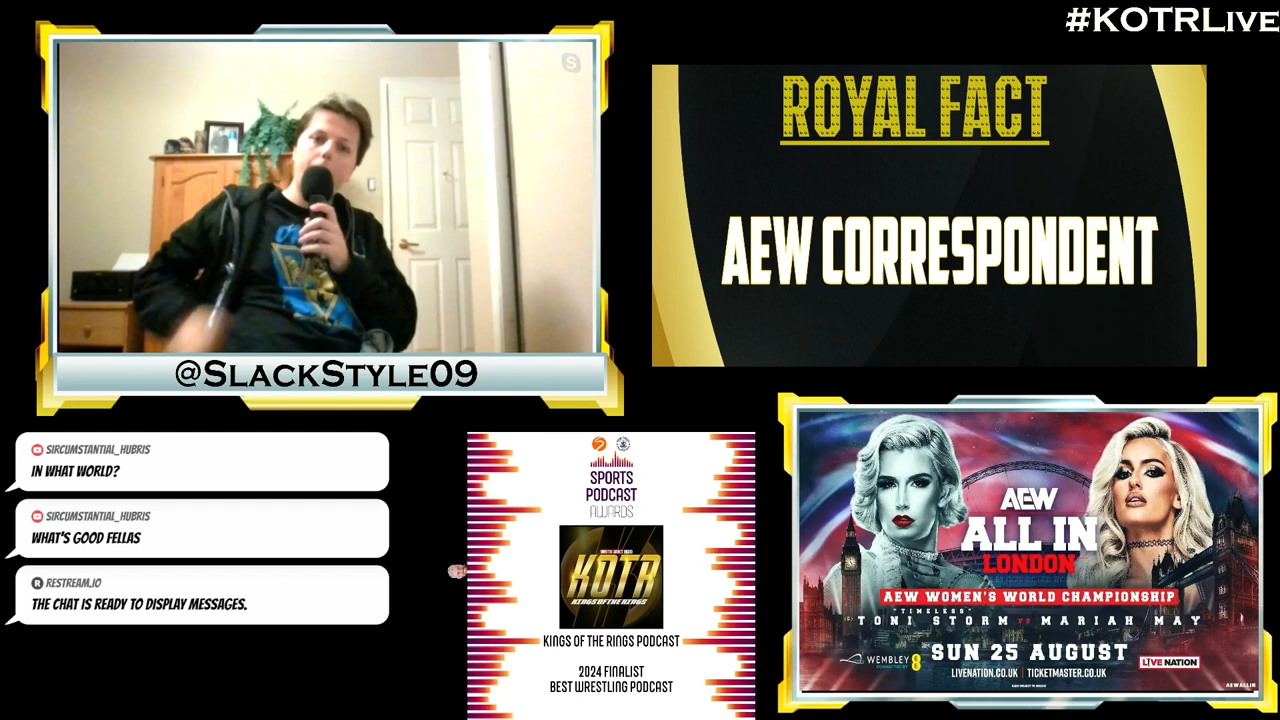 #KOTRLIVE
ROYAL FACT
AEW CORRESPONDENT
@SLACKSTYLE09
SIRCUMSTANTIAL_HUBRIS
IN WHAT WORLD?
SIRCUMSTANTIAL_HUBRIS
WHAT'S GOOD FELLAS
RESTREAM.IO
THE CHAT IS READY TO DISPLAY MESSAGES.
SPORTS
PODCAST
AWARDS
KOTR
KINGS OF THE RINGS
KINGS OF THE RINGS PODCAST
2024 FINALIST
BEST WRESTLING PODCAST
AEW
ALL IN
LONDON
AEW WOMEN'S WORLD CHAMPIONSHIP
"TIMELESS"
TONI STORM VS MARIAH MAY
SUN 25 AUGUST
WEMBLEY
LIVENATION.CO.UK | TICKETMASTER.CO.UK
LIVE NATION
#AEWALLIN